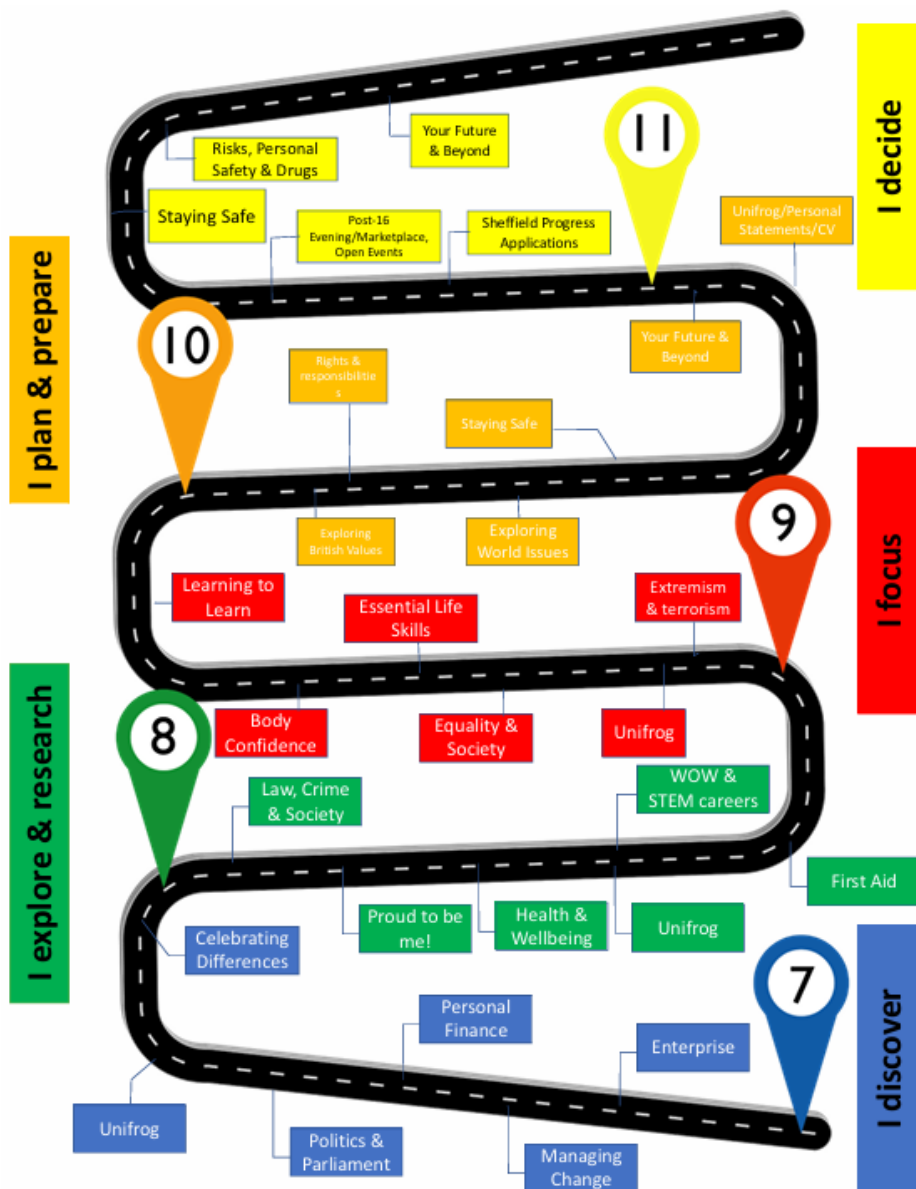 Your Future
& Beyond
11
I decide
Risks, Personal
Safety & Drugs
Staying Safe
Post-16
Evening/Marketplace,
Open Events
Sheffield Progress
Applications
Unifrog/Personal
Statements/CV
I plan & prepare
10
Rights &
responsibilitie
s
Your Future &
Beyond
Staying Safe
Exploring
British Values
Exploring
World Issues
9
I focus
Learning to
Learn
Essential Life
Skills
Extremism
& terrorism
Body
Confidence
Equality &
Society
Unifrog
I explore & research
8
Law, Crime
& Society
WOW &
STEM careers
First Aid
Proud to be
me!
Health &
Wellbeing
Unifrog
Celebrating
Differences
7
I discover
Personal
Finance
Enterprise
Unifrog
Politics &
Parliament
Managing
Change